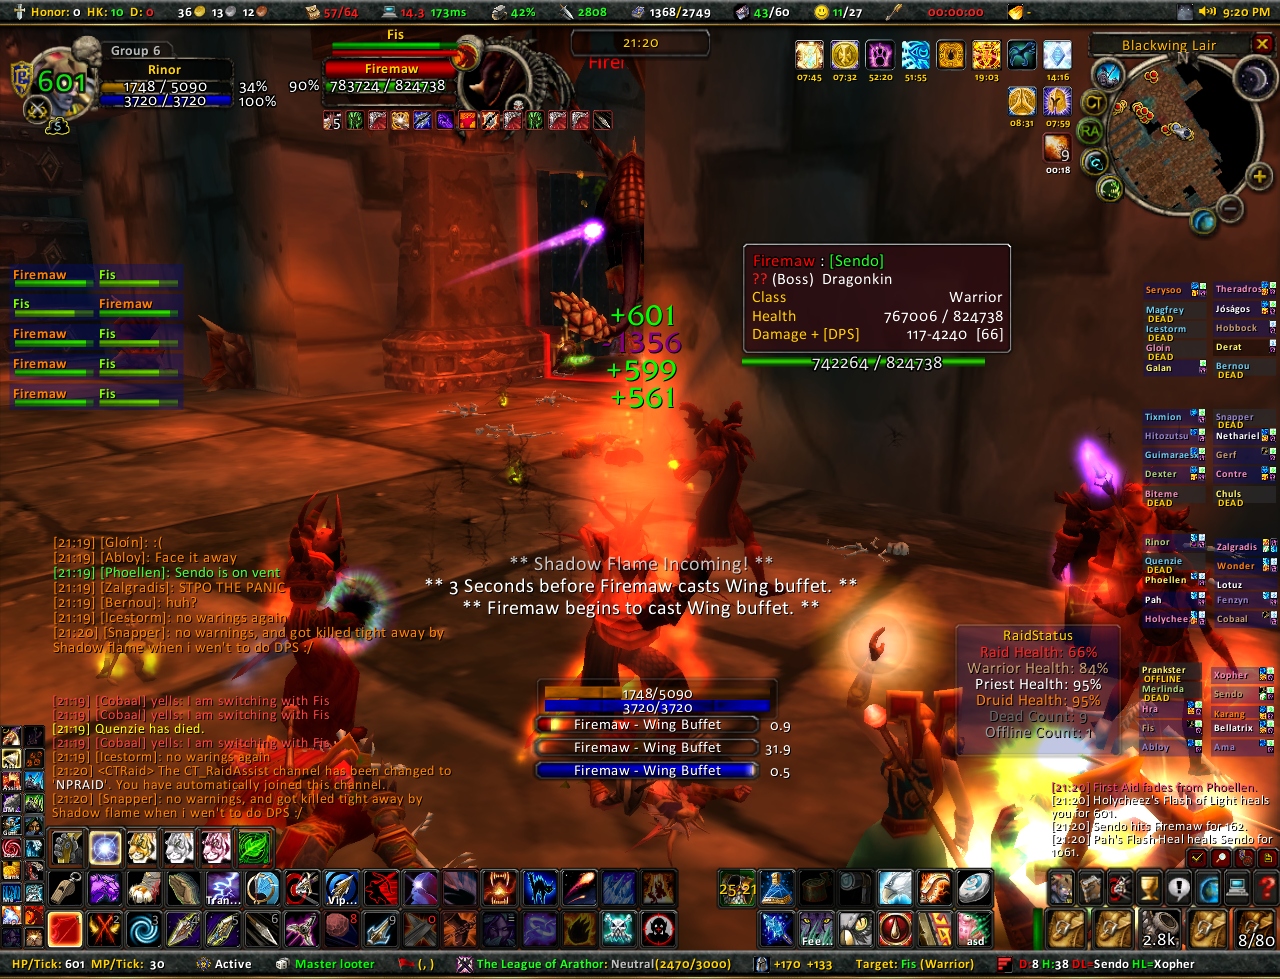 Honor: 0 HK: 10 D: 0 36 13 12 57/64 14.3 173ms 42% 2808 1368/2749 43/60 11/27 00:00:00 - 9:20 PM
Group 6
601
Rinor
1748 / 5090 34%
3720 / 3720 100%
5
Fis
Firemaw
90% 783724 / 824738
5
21:20
07:45 07:32 52:20 51:55 19:03 14:16
08:31 07:59
9
00:18
Blackwing Lair
N
CT
RA
Firemaw Fis
Fis Firemaw
Firemaw Fis
Firemaw Fis
Firemaw Fis
+601
-1356
+599
+561
Firemaw : [Sendo]
?? (Boss) Dragonkin
Class Warrior
Health 767006 / 824738
Damage + [DPS] 117-4240 [66]
742264 / 824738
Serysoo Theradros
Magfrey Jóságos
DEAD
Icestorm Hobbock
DEAD
Gloín Derat
DEAD
Galan Bernou
DEAD
Tixmion Snapper
DEAD
Hitozutsu Nethariel
Guimaraes Gerf
Dexter Contre
Biteme Chuls
DEAD DEAD
Rinor Zalgradis
Quenzie Wonder
DEAD
Phoellen Lotuz
Pah Fenzyn
Holycheez Cobaal
Prankster Xopher
OFFLINE
Merlinda Sendo
DEAD
Hra Karang
Fis Bellatrix
Abloy Ama
[21:19] [Gloín]: :(
[21:19] [Abloy]: Face it away
[21:19] [Phoellen]: Sendo is on vent
[21:19] [Zalgradis]: STPO THE PANIC
[21:19] [Bernou]: huh?
[21:19] [Icestorm]: no warings again
[21:20] [Snapper]: no warnings, and got killed tight away by
Shadow flame when i wen't to do DPS :/
** Shadow Flame Incoming! **
** 3 Seconds before Firemaw casts Wing buffet. **
** Firemaw begins to cast Wing buffet. **
RaidStatus
Raid Health: 66%
Warrior Health: 84%
Priest Health: 95%
Druid Health: 95%
Dead Count: 9
Offline Count: 1
1748/5090
3720/3720
Firemaw - Wing Buffet 0.9
Firemaw - Wing Buffet 31.9
Firemaw - Wing Buffet 0.5
[21:19] [Cobaal] yells: I am switching with Fis
[21:19] [Cobaal] yells: I am switching with Fis
[21:19] Quenzie has died.
[21:19] [Cobaal] yells: I am switching with Fis
[21:19] [Icestorm]: no warings again
[21:20] <CTRaid> The CT_RaidAssist channel has been changed to
'NPRAID'. You have automatically joined this channel.
[21:20] [Snapper]: no warnings, and got killed tight away by
Shadow flame when i wen't to do DPS :/
[21:20] First Aid fades from Phoellen.
[21:20] Holycheez's Flash of Light heals
you for 601.
[21:20] Sendo hits Firemaw for 162.
[21:20] Pah's Flash Heal heals Sendo for
1061.
Tran... Vip... 25:21
2 3 4 5 6 7 8 9 0 = Fee... asd 2.8k 8/80
HP/Tick: 601 MP/Tick: 30 Active Master looter (, ) The League of Arathor: Neutral(2470/3000) +170 +133 Target: Fis (Warrior) D:8 H:38 DL=Sendo HL=Xopher